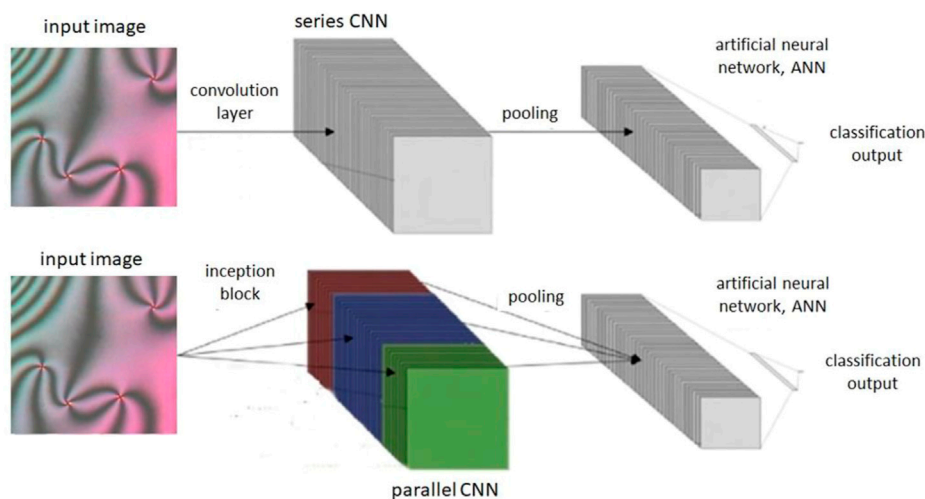 input image
convolution
layer
series CNN
pooling
artificial neural
network, ANN
classification
output
input image
inception
block
parallel CNN
pooling
artificial neural
network, ANN
classification
output